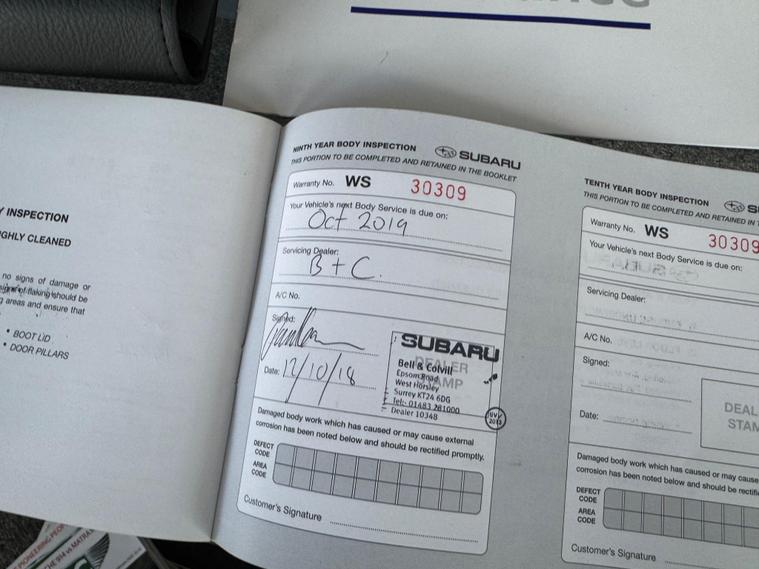 Y INSPECTION
GHLY CLEANED
no signs of damage or
signs of flaking should be
g areas and ensure that
• BOOT LID
• DOOR PILLARS
NINTH YEAR BODY INSPECTION
SUBARU
THIS PORTION TO BE COMPLETED AND RETAINED IN THE BOOKLET
Warranty No. WS 30309
Your Vehicle's next Body Service is due on:
Oct 2019
Servicing Dealer:
B + C.
A/C No.
Signed:
Date: 12/10/18
SUBARU
DEALER
STAMP
Bell & Colvill
Epsom Road
West Horsley
Surrey KT24 6DG
Tel: 01483 281000
Dealer 10348
Damaged body work which has caused or may cause external
corrosion has been noted below and should be rectified promptly.
DEFECT
CODE
AREA
CODE
Customer's Signature
TENTH YEAR BODY INSPECTION
S
THIS PORTION TO BE COMPLETED AND RETAINED IN T
Warranty No. WS 30309
Your Vehicle's next Body Service is due on:
Servicing Dealer:
A/C No.
Signed:
Date:
DEAL
STAM
Damaged body work which has caused or may cause
corrosion has been noted below and should be rectifi
DEFECT
CODE
AREA
CODE
Customer's Signature